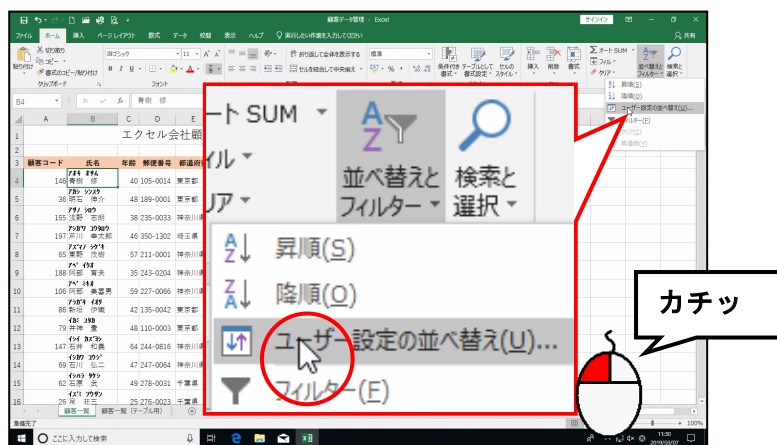 顧客データ管理 - Excel
サインイン
ファイル ホーム 挿入 ページ レイアウト 数式 データ 校閲 表示 ヘルプ 実行したい作業を入力してください
共有
切り取り
コピー
書式のコピー/貼り付け
貼り付け
クリップボード
游ゴシック 11
B I U
フォント
折り返して全体を表示する
セルを結合して中央揃え
標準
条件付き 書式
テーブルとして 書式設定
セルの スタイル
挿入 削除 書式
オート SUM
フィル
クリア
並べ替えと フィルター
検索と 選択
昇順(S)
降順(O)
ユーザー設定の並べ替え(U)...
フィルター(F)
クリア(C)
再適用(Y)
B4 青樹 修
A B C D E
エクセル会社顧
顧客コード 氏名 年齢 郵便番号 都道府
146 青樹 修 40 105-0014 東京都
36 明石 伸介 48 189-0001 東京都
155 浅野 志朗 38 235-0033 神奈川
197 芦川 幸太郎 46 350-1302 埼玉県
65 東野 茂樹 57 211-0001 神奈川
188 阿部 育夫 35 243-0204 神奈川
106 阿部 美喜男 59 227-0066 神奈川
86 新垣 伊織 42 135-0042 東京都
79 井神 豊 48 110-0003 東京都
147 石井 和義 64 244-0816 神奈川
69 石川 弘二 47 247-0064 神奈川
62 石原 武 49 278-0031 千葉県
26 泉 荘三 25 276-0023 千葉県
顧客一覧 顧客一覧 (テーブル用)
準備完了
100%
ート SUM
ィル
リア
並べ替えと
フィルター
検索と
選択
昇順(S)
降順(O)
ユーザー設定の並べ替え(U)...
フィルター(F)
カチッ
ここに入力して検索
11:30
2019/03/07